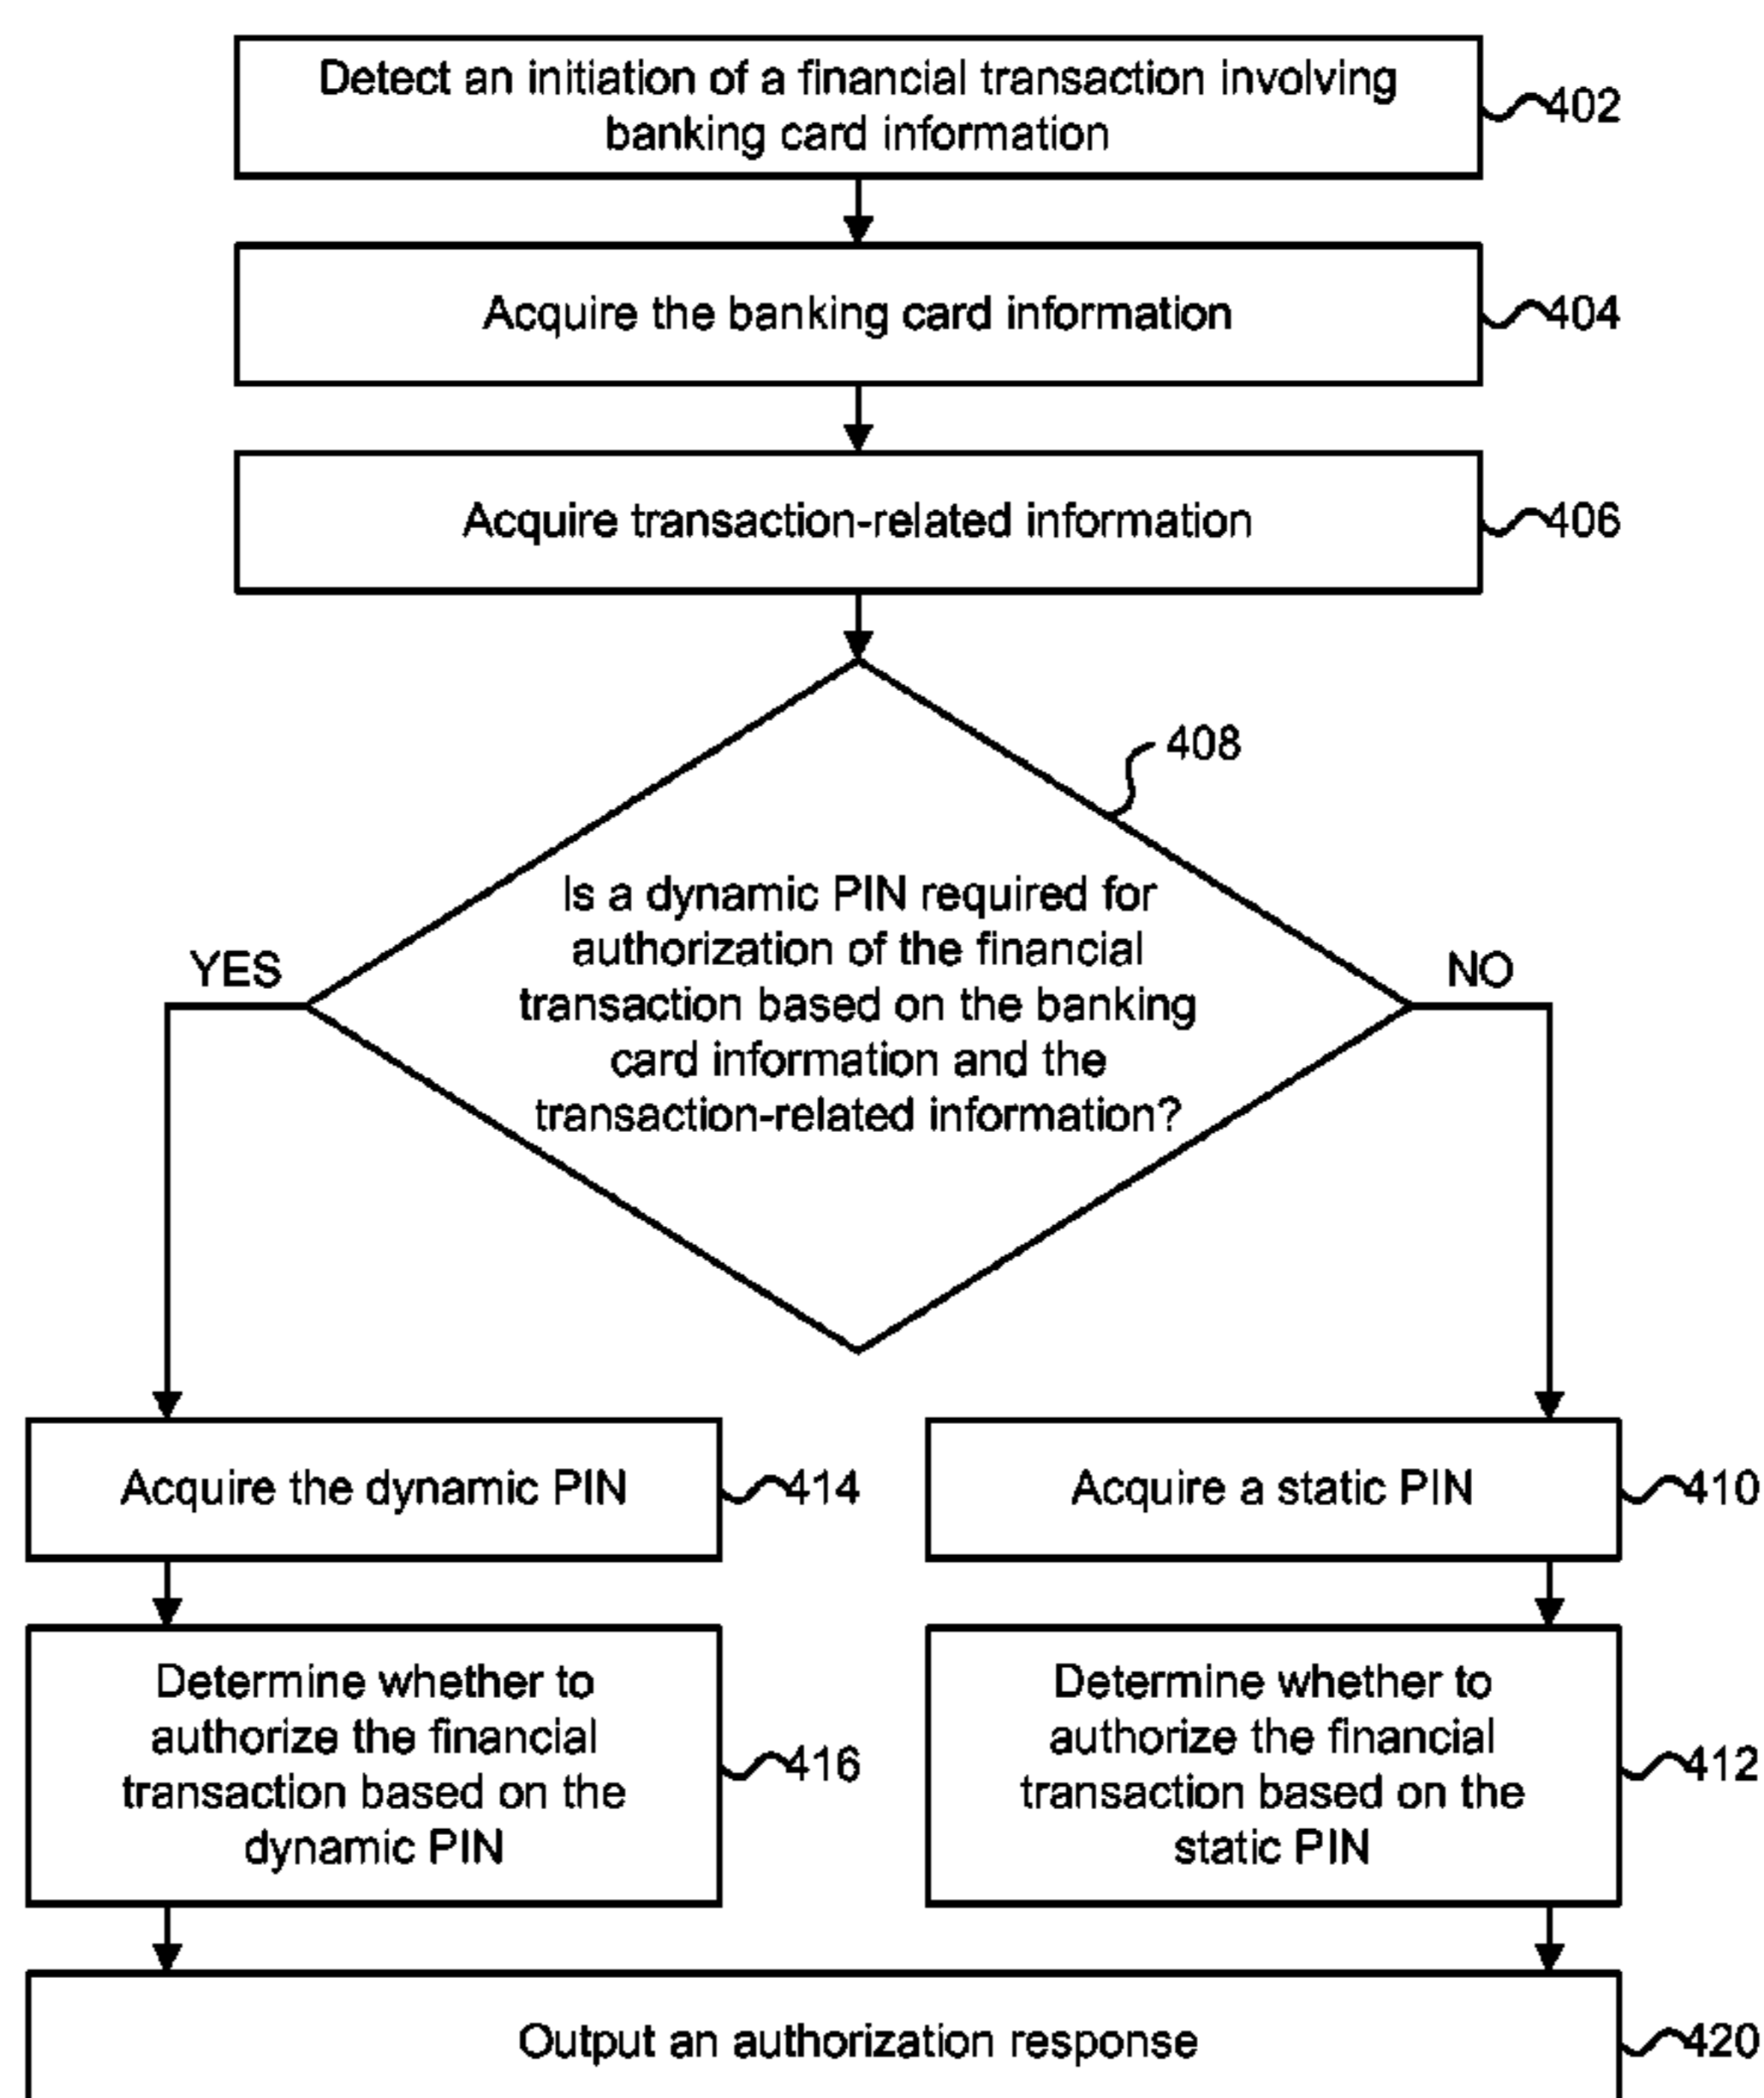 Detect an initiation of a financial transaction involving
banking card information
402
Acquire the banking card information
404
Acquire transaction-related information
406
408
Is a dynamic PIN required for
authorization of the financial
transaction based on the banking
card information and the
transaction-related information?
YES
NO
Acquire the dynamic PIN
414
Acquire a static PIN
410
Determine whether to
authorize the financial
transaction based on the
dynamic PIN
416
Determine whether to
authorize the financial
transaction based on the
static PIN
412
Output an authorization response
420